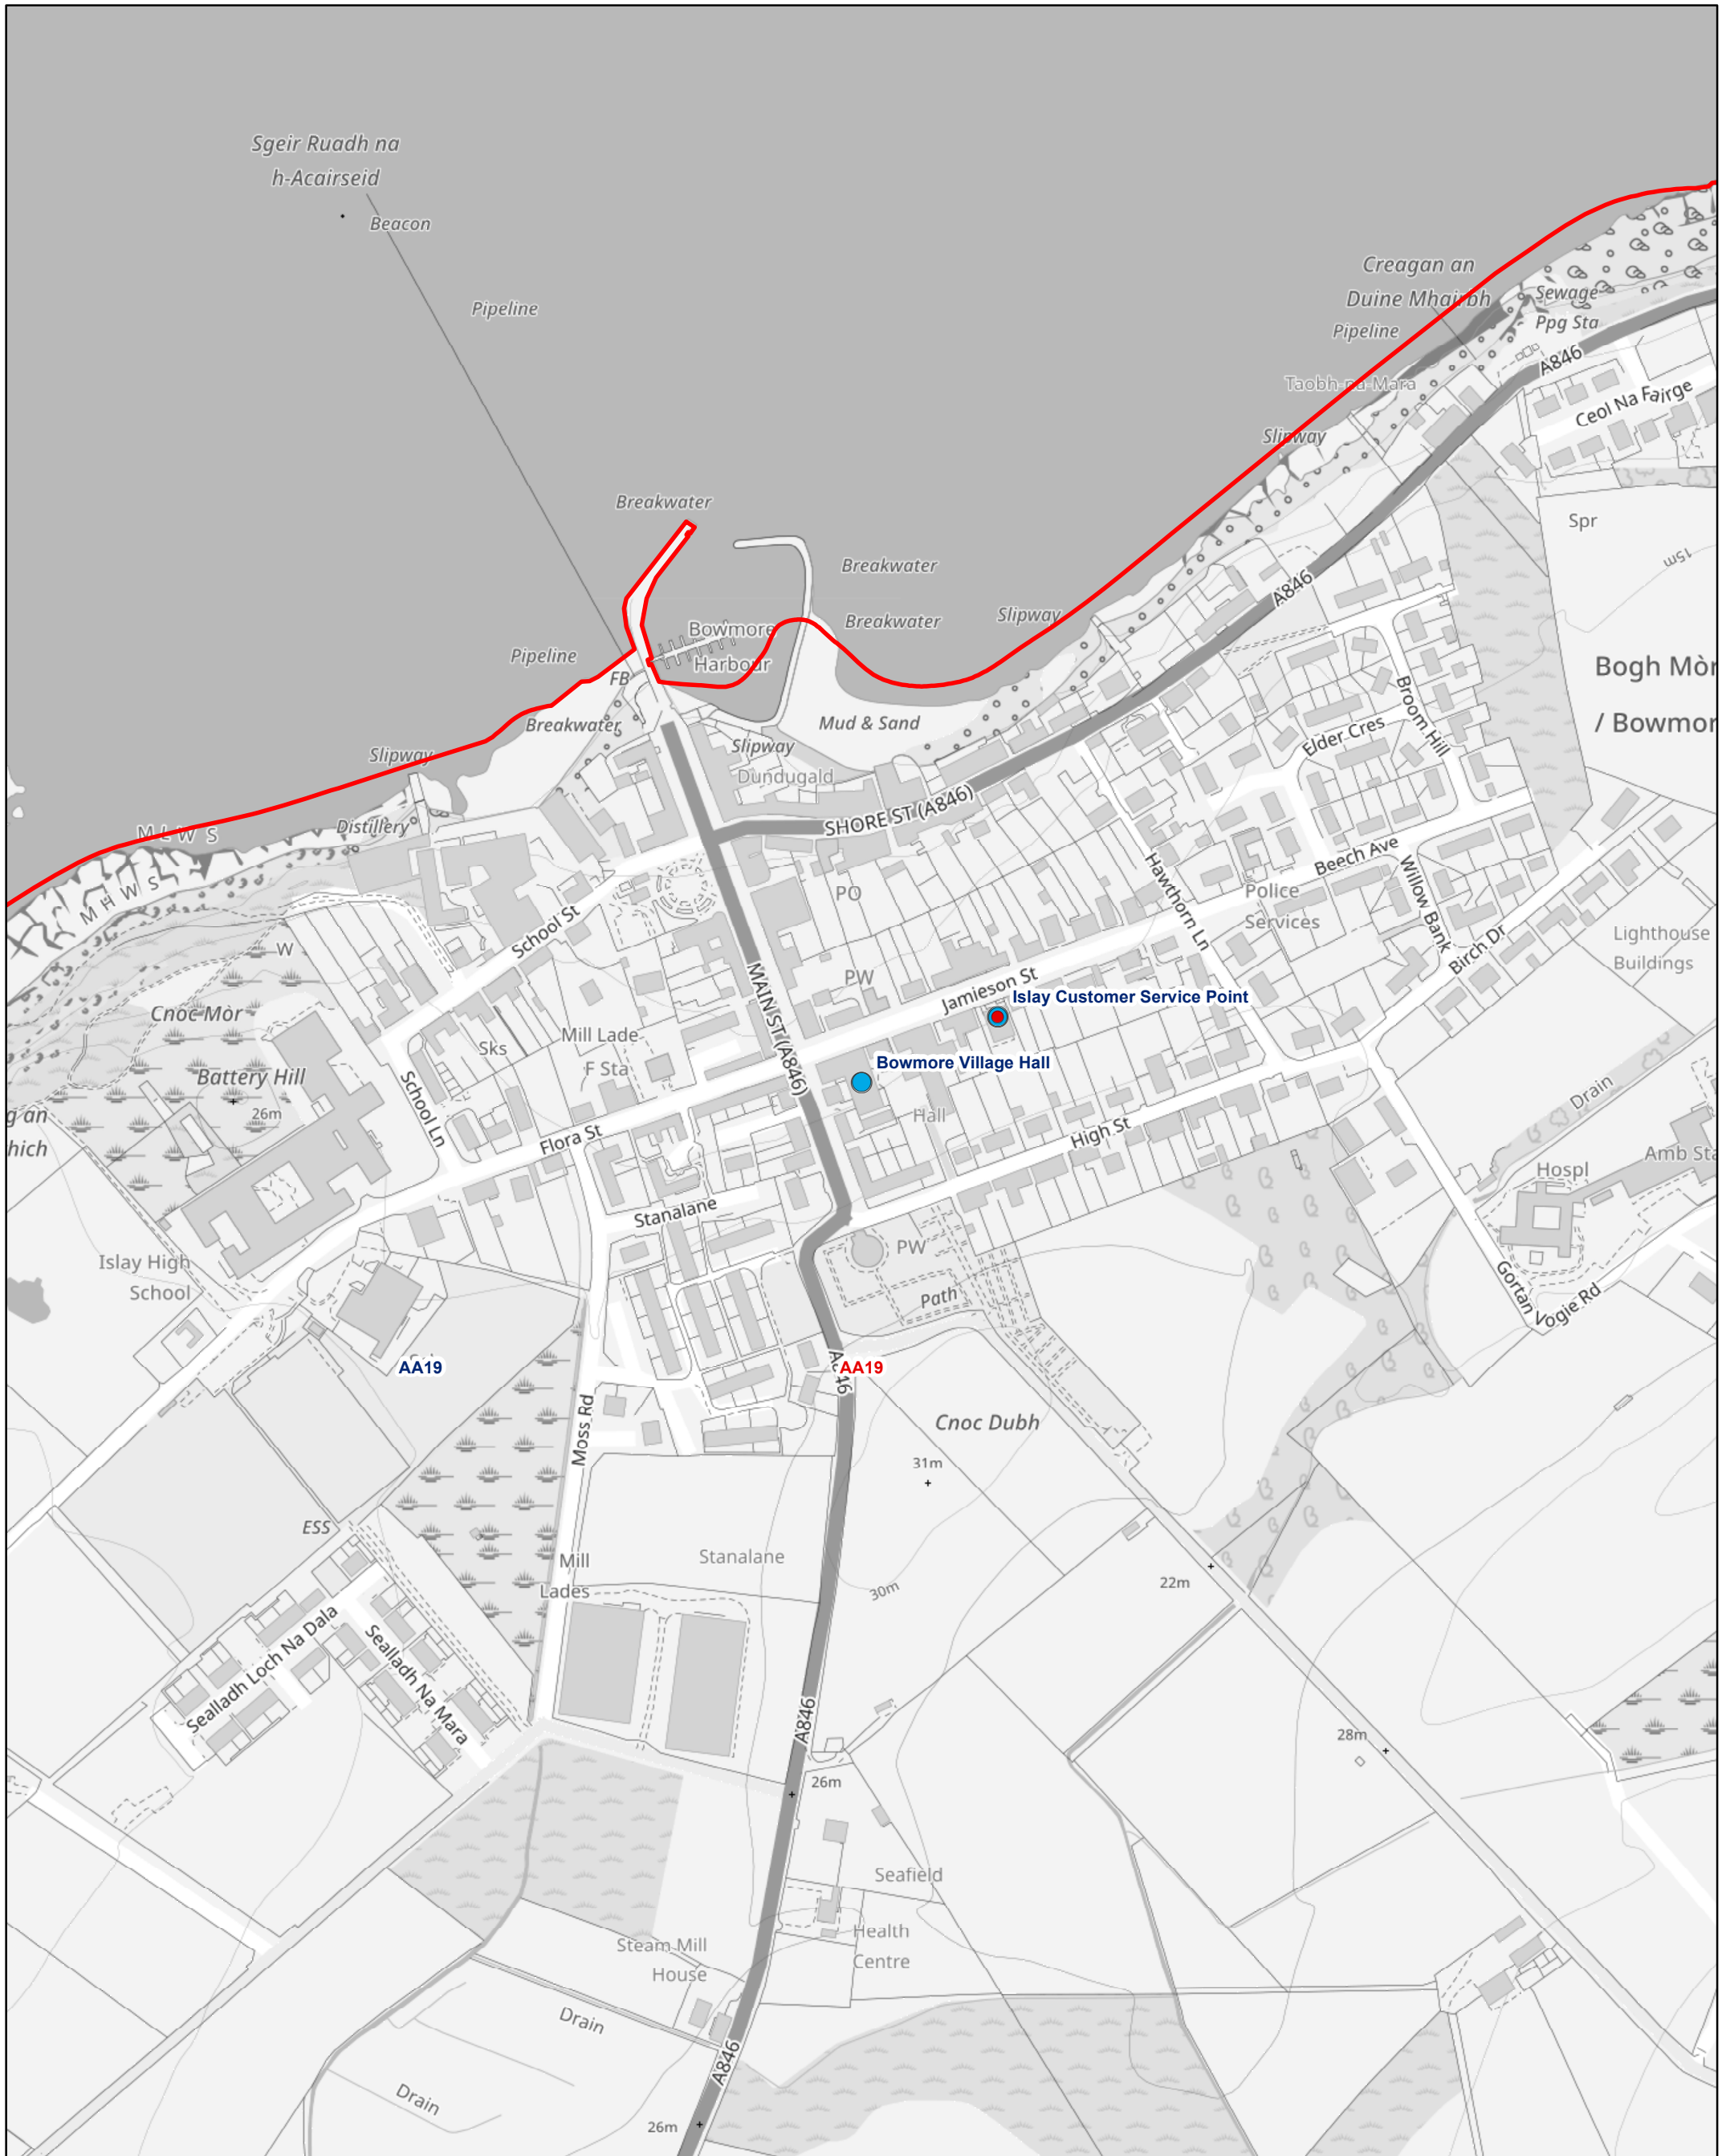 Sgeir Ruadh na
h-Acairseid
Beacon
Pipeline
Creagan an
Duine Mhairbh
Pipeline
Sewage
Ppg Sta
A846
Taobh na Mara
Ceol Na Fairge
Slipway
Breakwater
Spr
15m
Breakwater
A846
Breakwater
Slipway
Bowmore
Harbour
Pipeline
FB
Bogh Mòr
/ Bowmor
Broom Hill
Elder Cres
Breakwater
Mud & Sand
Slipway
Slipway
Dundugald
SHORE ST (A846)
Distillery
M L W S
M H W S
Beech Ave
Willow Bank
Hawthorn Ln
PO
Police
Services
Birch Dr
Lighthouse
Buildings
School St
W
MAIN ST (A846)
PW
Jamieson St
Islay Customer Service Point
Cnoc Mòr
Sks
Mill Lade
F Sta
Bowmore Village Hall
Battery Hill
26m
School Ln
g an
hich
Hall
Drain
Flora St
High St
Hospl
Amb Sta
Stanalane
PW
Islay High
School
Path
Gortan
Vogie Rd
AA19
A846
AA19
Moss Rd
Cnoc Dubh
31m
ESS
Mill
Lades
Stanalane
30m
22m
Sealladh Loch Na Dala
Sealladh Na Mara
A846
28m
26m
Seafield
Health
Centre
Steam Mill
House
Drain
A846
Drain
26m